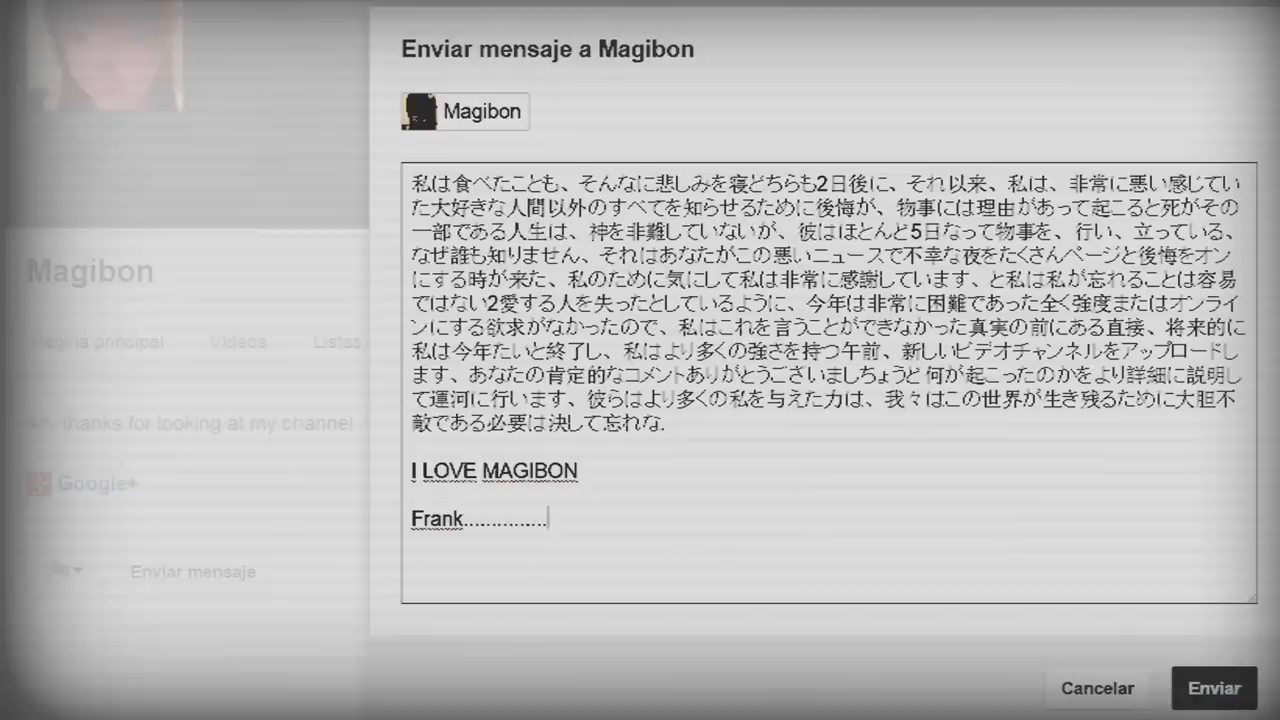 Enviar mensaje a Magibon
Magibon
私は食べたことも、そんなに悲しみを寝どちらも2日後に、それ以来、私は、非常に悪い感じてい
た大好きな人間以外のすべてを知らせるために後悔が、物事には理由があって起こると死がその
一部である人生は、神を非難していないが、彼はほとんど5日なって物事を、行い、立っている、
なぜ誰も知りません、それはあなたがこの悪いニュースで不幸な夜をたくさんページと後悔をオン
にする時が来た、私のために気にして私は非常に感謝しています、と私は私が忘れることは容易
ではない2愛する人を失ったとしているように、今年は非常に困難であった全く強度またはオンライ
ンにする欲求がなかったので、私はこれを言うことができなかった真実の前にある直接、将来的に
私は今年たいと終了し、私はより多くの強さを持つ午前、新しいビデオチャンネルをアップロードし
ます、あなたの肯定的なコメントありがとうございましちょうど何が起こったのかをより詳細に説明し
て運河に行います、彼らはより多くの私を与えた力は、我々はこの世界が生き残るために大胆不
敵である必要は決して忘れな.
I LOVE MAGIBON
Frank...............
Magibon
Página principal Videos Listas
thanks for looking at my channel
Google+
Enviar mensaje
Cancelar Enviar